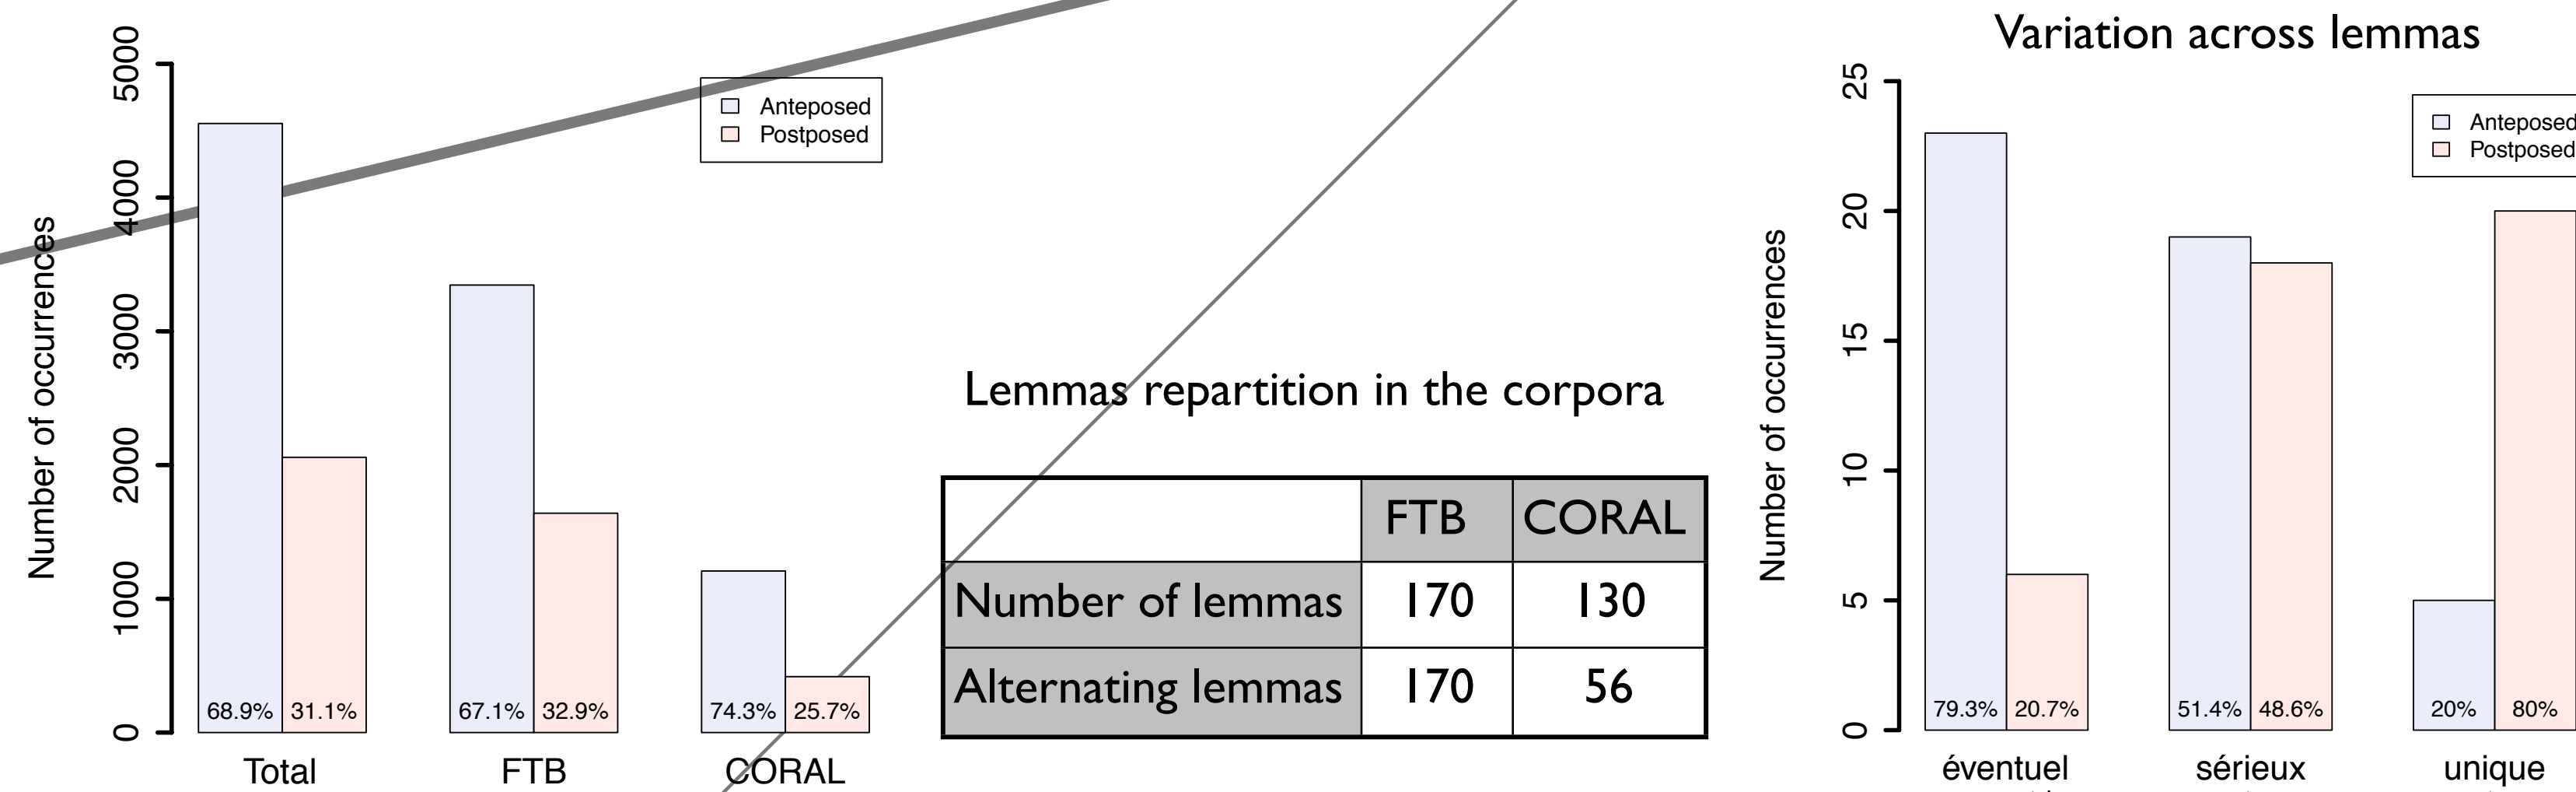 Number of occurrences
5000
4000
3000
2000
1000
0
Anteposed
Postposed
68.9% 31.1%
67.1% 32.9%
74.3% 25.7%
Total FTB CORAL
Lemmas repartition in the corpora
FTB CORAL
Number of lemmas 170 130
Alternating lemmas 170 56
Variation across lemmas
Number of occurrences
25
20
15
10
5
0
Anteposed
Postposed
79.3% 20.7%
51.4% 48.6%
20% 80%
éventuel sérieux unique